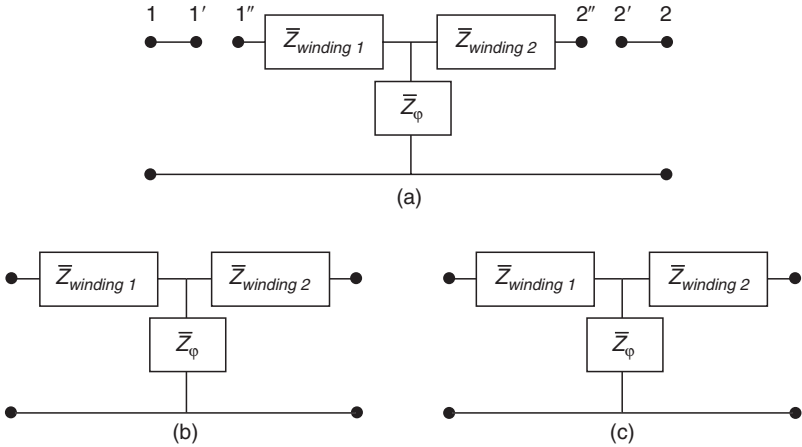 1 1′ 1″ 2″ 2′ 2
Z̅winding 1 Z̅winding 2
Z̅φ
(a)
Z̅winding 1 Z̅winding 2 Z̅winding 1 Z̅winding 2
Z̅φ Z̅φ
(b) (c)